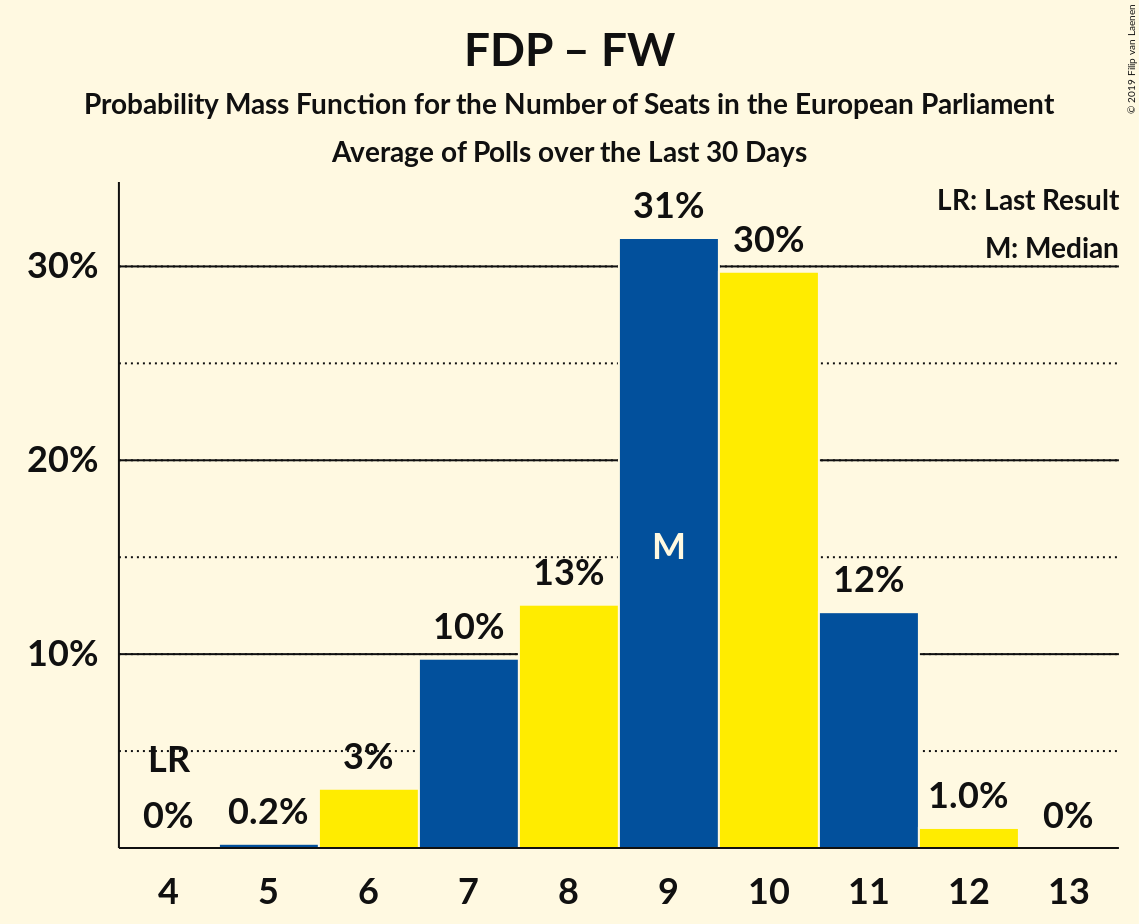 FDP – FW
Probability Mass Function for the Number of Seats in the European Parliament
Average of Polls over the Last 30 Days
© 2019 Filip van Laenen
LR: Last Result
M: Median
31%
30%
30%
20%
M
13%
12%
10%
10%
LR
3%
0%
0.2%
1.0%
0%
4 5 6 7 8 9 10 11 12 13